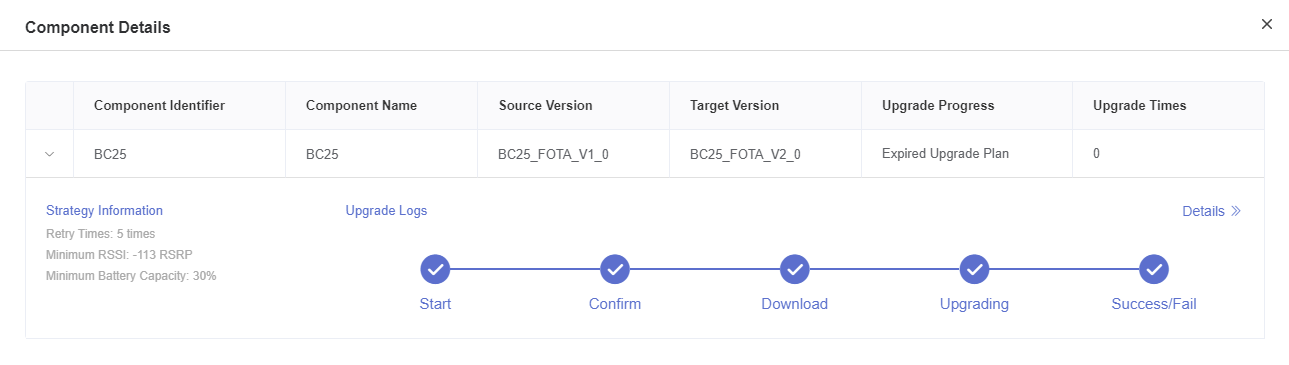 Component Details
Component Identifier Component Name Source Version Target Version Upgrade Progress Upgrade Times
BC25 BC25 BC25_FOTA_V1_0 BC25_FOTA_V2_0 Expired Upgrade Plan 0
Strategy Information
Retry Times: 5 times
Minimum RSSI: -113 RSRP
Minimum Battery Capacity: 30%
Upgrade Logs
Details
Start Confirm Download Upgrading Success/Fail